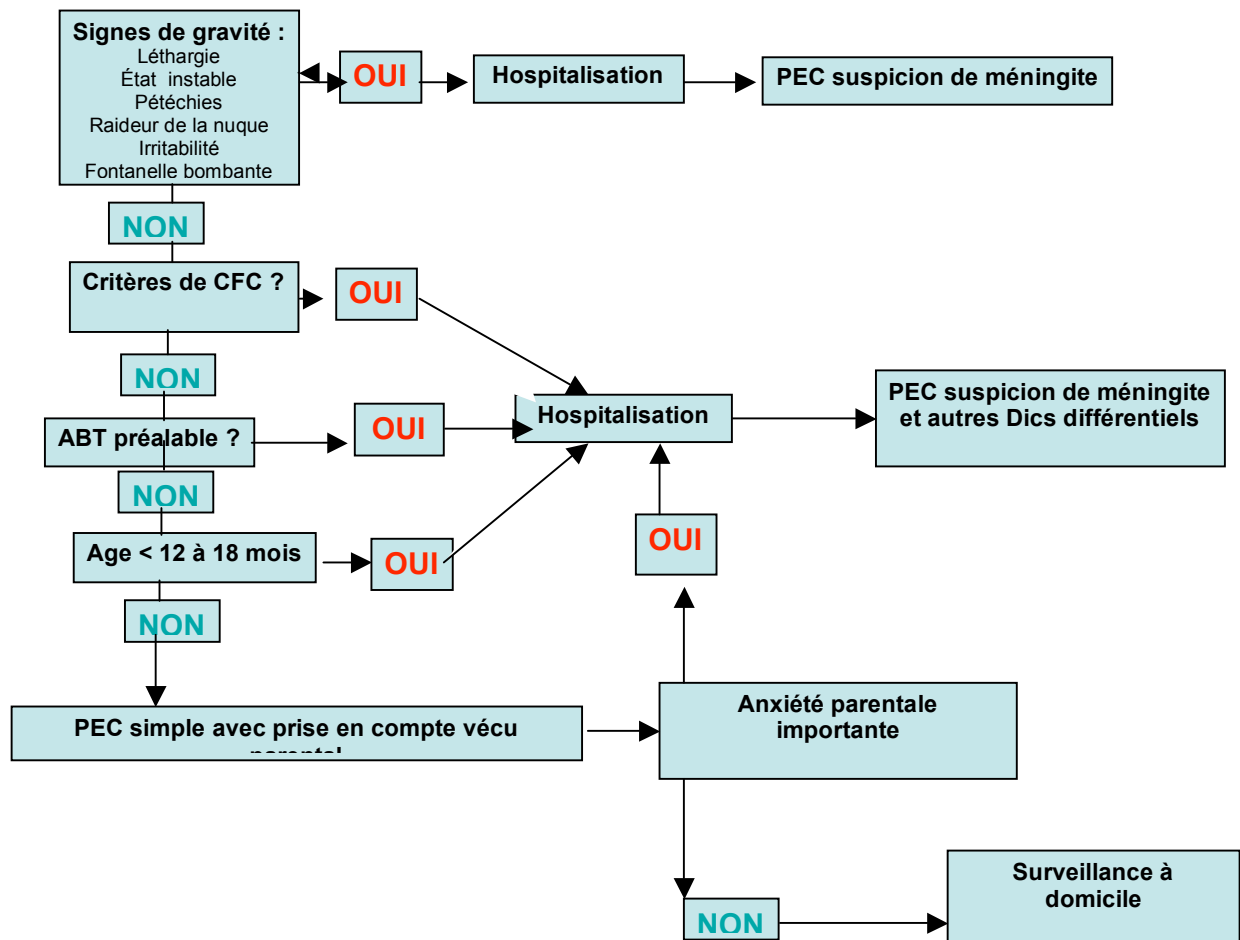 Signes de gravité :
Léthargie
État instable
Pétéchies
Raideur de la nuque
Irritabilité
Fontanelle bombante
OUI
Hospitalisation
PEC suspicion de méningite
NON
Critères de CFC ?
OUI
NON
ABT préalable ?
OUI
Hospitalisation
PEC suspicion de méningite
et autres Dics différentiels
NON
Age < 12 à 18 mois
OUI
OUI
NON
PEC simple avec prise en compte vécu
parental
Anxiété parentale
importante
NON
Surveillance à
domicile